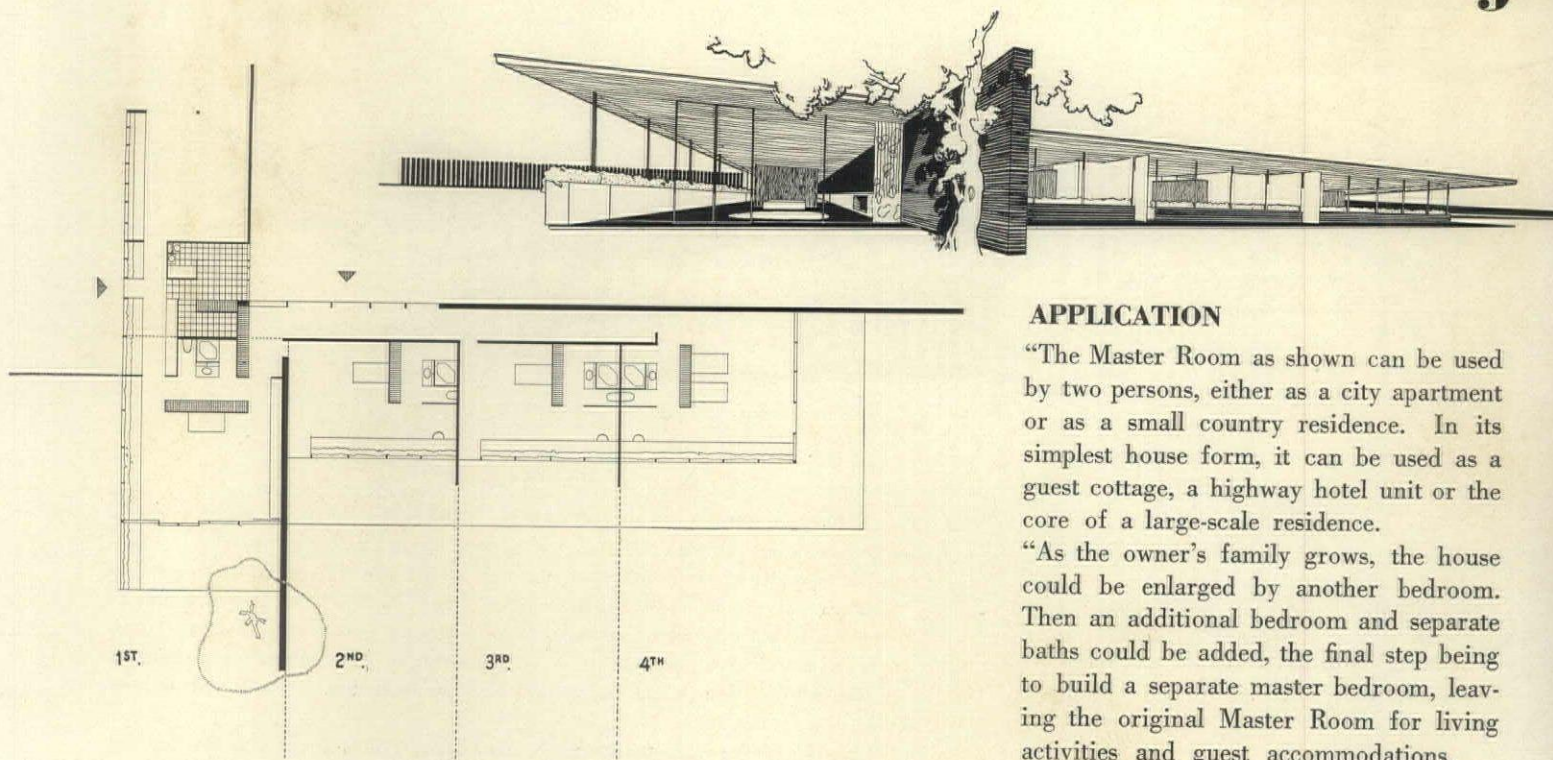 APPLICATION
“The Master Room as shown can be used
by two persons, either as a city apartment
or as a small country residence. In its
simplest house form, it can be used as a
guest cottage, a highway hotel unit or the
core of a large-scale residence.
“As the owner’s family grows, the house
could be enlarged by another bedroom.
Then an additional bedroom and separate
baths could be added, the final step being
to build a separate master bedroom, leav-
ing the original Master Room for living
activities and guest accommodations.
1ST. 2ND. 3RD 4TH